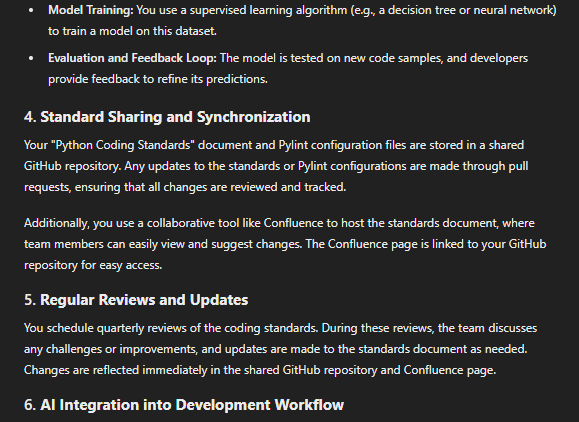 • Model Training: You use a supervised learning algorithm (e.g., a decision tree or neural network)
to train a model on this dataset.
• Evaluation and Feedback Loop: The model is tested on new code samples, and developers
provide feedback to refine its predictions.
4. Standard Sharing and Synchronization
Your "Python Coding Standards" document and Pylint configuration files are stored in a shared
GitHub repository. Any updates to the standards or Pylint configurations are made through pull
requests, ensuring that all changes are reviewed and tracked.
Additionally, you use a collaborative tool like Confluence to host the standards document, where
team members can easily view and suggest changes. The Confluence page is linked to your GitHub
repository for easy access.
5. Regular Reviews and Updates
You schedule quarterly reviews of the coding standards. During these reviews, the team discusses
any challenges or improvements, and updates are made to the standards document as needed.
Changes are reflected immediately in the shared GitHub repository and Confluence page.
6. AI Integration into Development Workflow